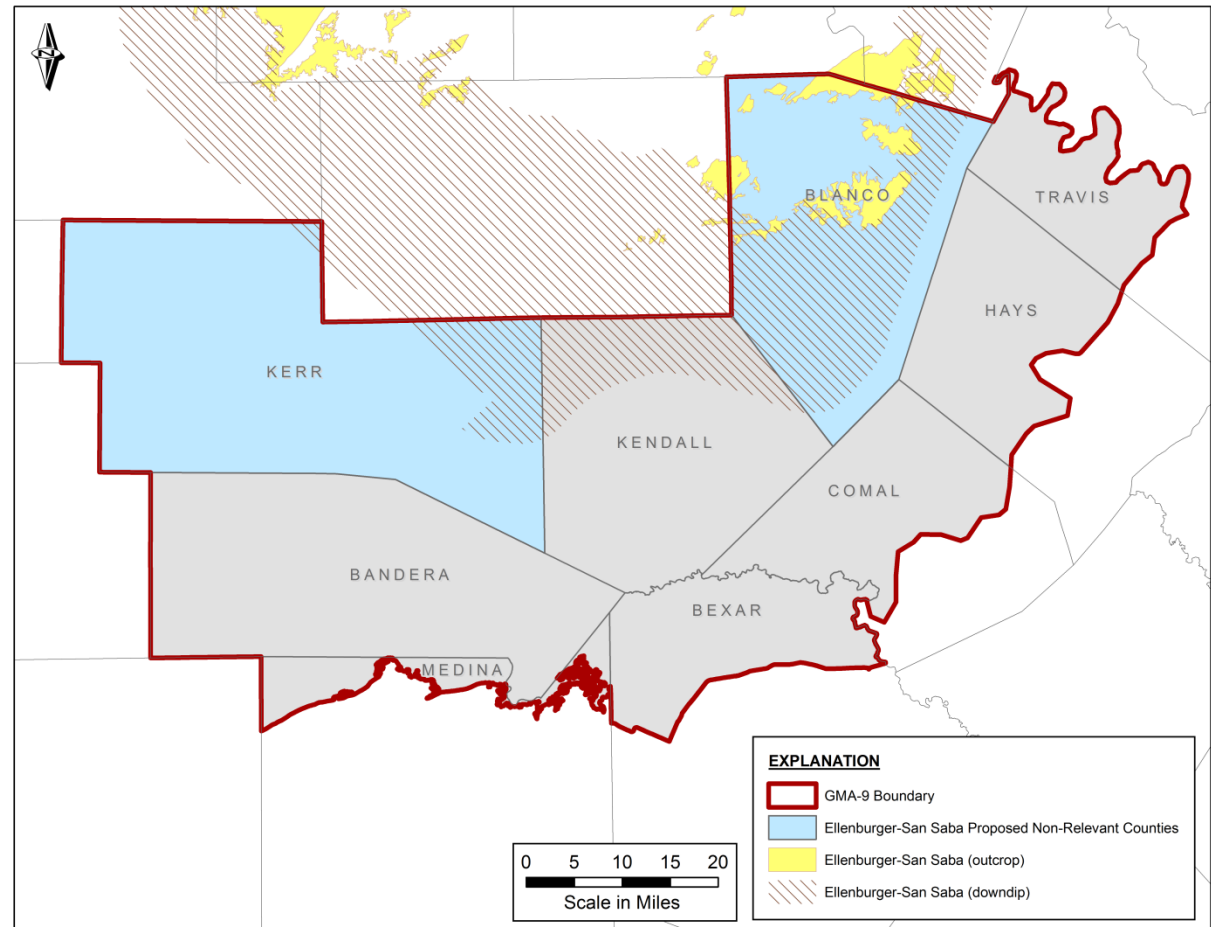 N
BLANCO
TRAVIS
HAYS
KERR
KENDALL
COMAL
BANDERA
BEXAR
MEDINA
EXPLANATION
GMA-9 Boundary
Ellenburger-San Saba Proposed Non-Relevant Counties
Ellenburger-San Saba (outcrop)
Ellenburger-San Saba (downdip)
0 5 10 15 20
Scale in Miles